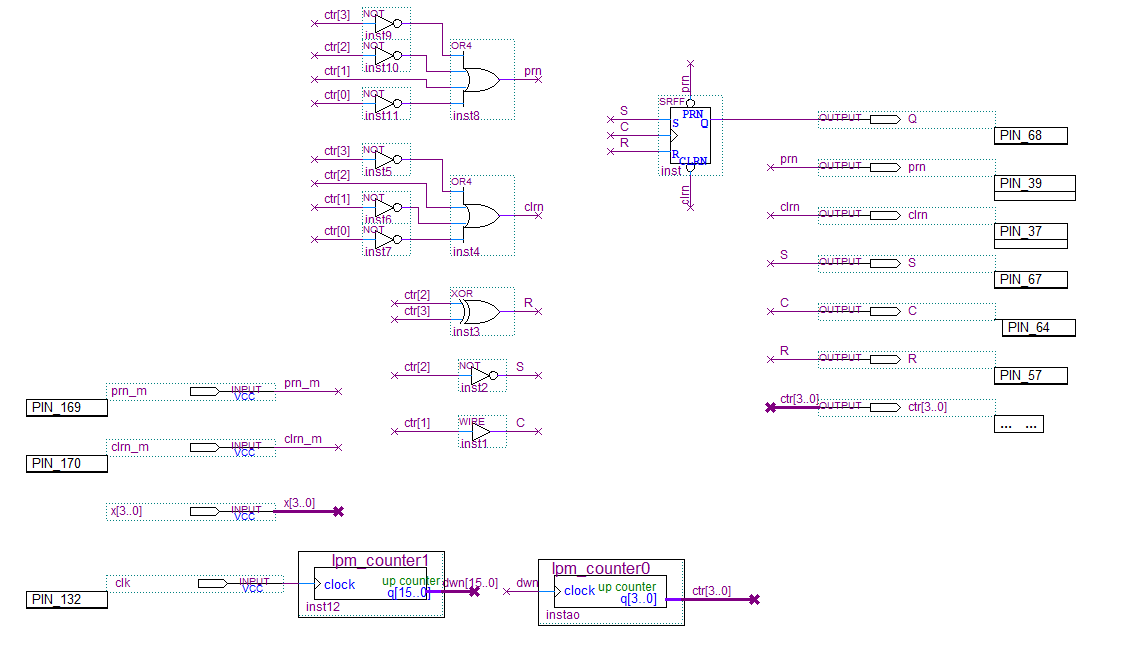 ctr[3]
NOT
inst9
ctr[2]
NOT
inst10
ctr[1]
ctr[0]
NOT
inst11
OR4
prn
inst8
ctr[3]
NOT
inst5
ctr[2]
ctr[1]
NOT
inst6
ctr[0]
NOT
inst7
OR4
clrn
inst4
ctr[2]
ctr[3]
XOR
R
inst3
ctr[2]
NOT
S
inst2
ctr[1]
WIRE
C
inst1
prn
SRFF
PRN
S
S
Q
C
R
R
CLRN
inst
clrn
OUTPUT
Q
PIN_68
prn
OUTPUT
prn
PIN_39
clrn
OUTPUT
clrn
PIN_37
S
OUTPUT
S
PIN_67
C
OUTPUT
C
PIN_64
R
OUTPUT
R
PIN_57
ctr[3..0]
OUTPUT
ctr[3..0]
... ...
prn_m
INPUT
VCC
prn_m
PIN_169
clrn_m
INPUT
VCC
clrn_m
PIN_170
x[3..0]
INPUT
VCC
x[3..0]
clk
INPUT
VCC
PIN_132
lpm_counter1
up counter
clock
q[15..0]
inst12
dwn[15..0]
dwn
lpm_counter0
up counter
clock
q[3..0]
instao
ctr[3..0]